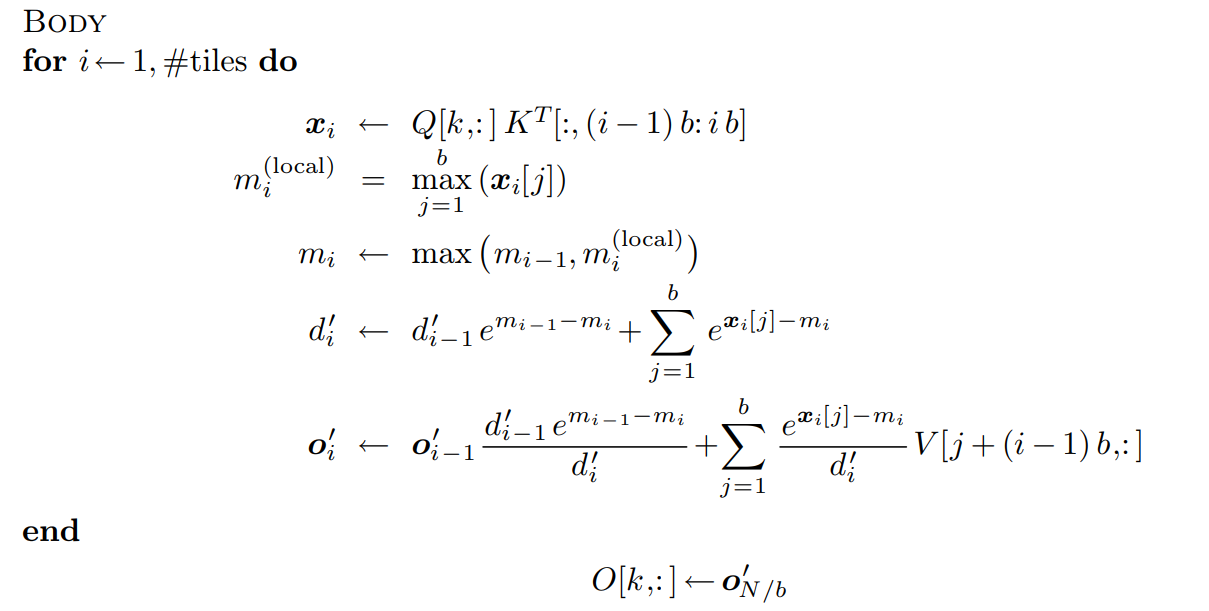 BODY
for i ← 1, #tiles do
𝒙_i ← Q[k,:] K^T[:, (i − 1) b: i b]
m_i^{(local)} = max_{j=1}^{b} (𝒙_i[j])
m_i ← max(m_{i−1}, m_i^{(local)})
d'_i ← d'_{i−1} e^{m_{i−1}−m_i} + ∑_{j=1}^{b} e^{𝒙_i[j]−m_i}
𝒐'_i ← 𝒐'_{i−1} \frac{d'_{i−1} e^{m_{i−1}−m_i}}{d'_i} + ∑_{j=1}^{b} \frac{e^{𝒙_i[j]−m_i}}{d'_i} V[j + (i − 1) b,:]
end
O[k,:] ← 𝒐'_{N/b}